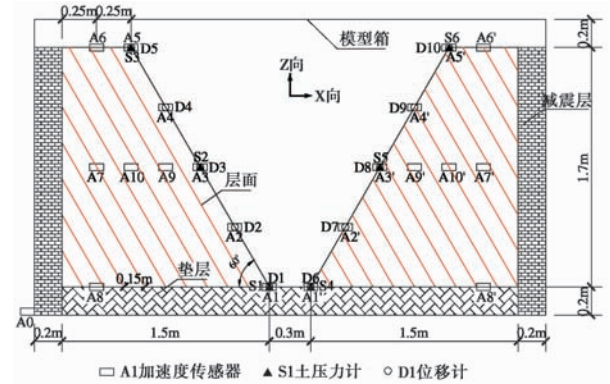 0.25m 0.25m
A6 A5 S3 D5
模型箱
S6 A6'
D10 A5'
0.2m
Z向
X向
减震层
D4
A4
D9
A4'
1.7m
S2
D3
A7 A10 A9 A3
S5
D8
A3' A9' A10' A7'
层面
D2
A2
D7
A2'
60°
垫层
0.15m
D1
S1
A1
D6
S4
A1'
A8
A8'
A0
0.2m
0.2m 1.5m 0.3m 1.5m 0.2m
A1加速度传感器 S1土压力计 D1位移计